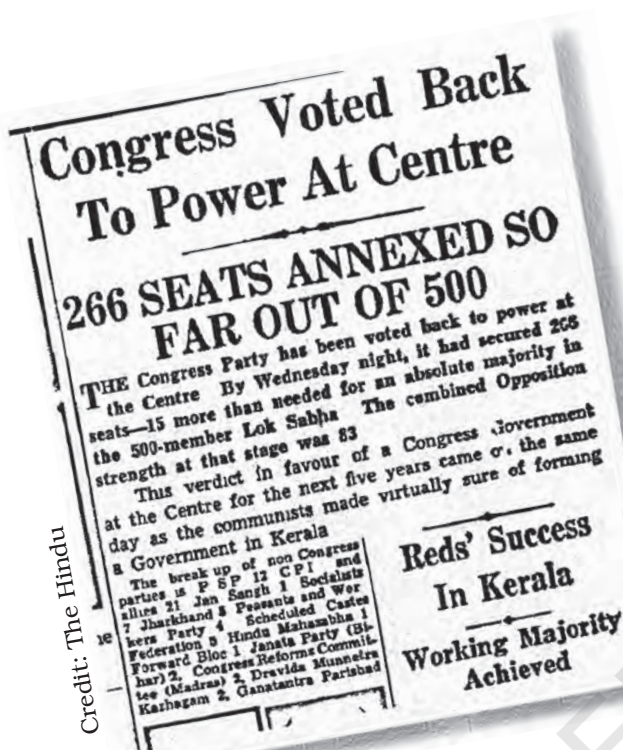 Congress Voted Back
To Power At Centre
266 SEATS ANNEXED SO
FAR OUT OF 500
THE Congress Party has been voted back to power at
the Centre By Wednesday night, it had secured 266
seats—15 more than needed for an absolute majority in
the 500-member Lok Sabha The combined Opposition
strength at that stage was 83
This verdict in favour of a Congress Government
at the Centre for the next five years came the same
day as the communists made virtually sure of forming
a Government in Kerala
The break up of non Congress
parties is P S P 17 C P I and
allies 21 Jan Sangh 1 Socialists
7 Jharkhand 5 Peasants and Wor
kers Party 4 Scheduled Castes
Federation 5 Hindu Mahambha 1
Forward Bloc 1 Janata Party (Bi-
har) 2, Congress Reforms Commit-
tee (Madras) 2, Dravida Munnetra
Kazhagam 2, Ganatantra Parishad
Reds' Success
In Kerala
Working Majority
Achieved
Credit: The Hindu